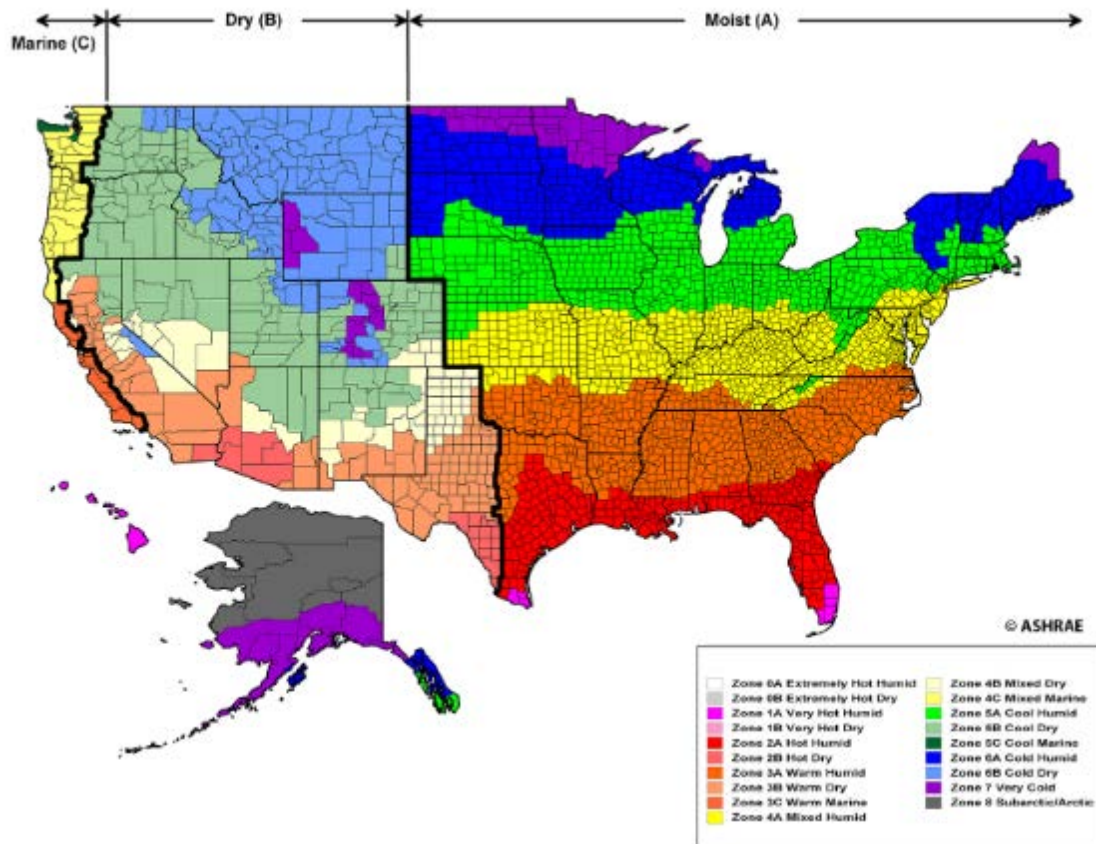 Dry (B)
Moist (A)
Marine (C)
© ASHRAE
Zone 0A Extremely Hot Humid
Zone 0B Extremely Hot Dry
Zone 1A Very Hot Humid
Zone 1B Very Hot Dry
Zone 2A Hot Humid
Zone 2B Hot Dry
Zone 3A Warm Humid
Zone 3B Warm Dry
Zone 3C Warm Marine
Zone 4A Mixed Humid
Zone 4B Mixed Dry
Zone 4C Mixed Marine
Zone 5A Cool Humid
Zone 5B Cool Dry
Zone 5C Cool Marine
Zone 6A Cold Humid
Zone 6B Cold Dry
Zone 7 Very Cold
Zone 8 Subarctic/Arctic